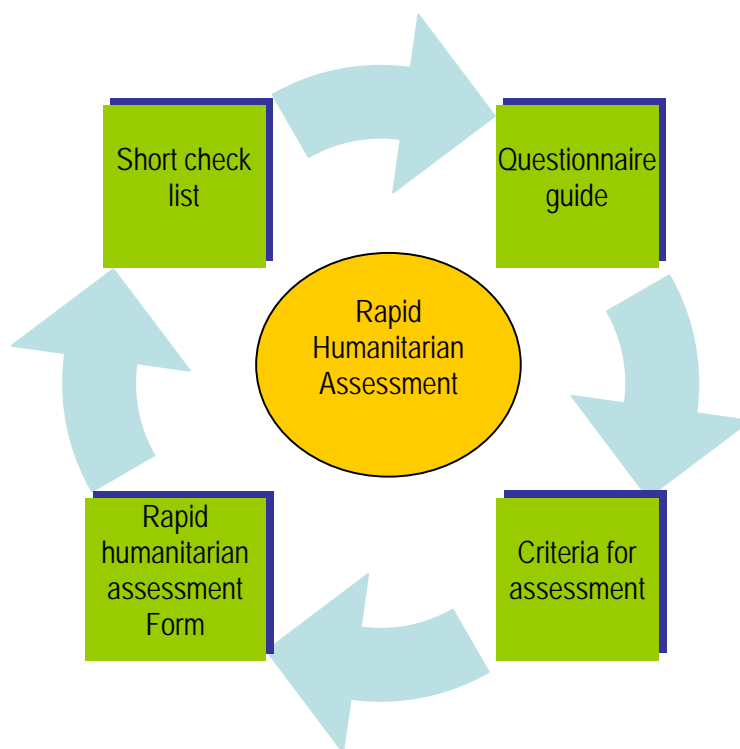 Short check
list
Questionnaire
guide
Rapid
Humanitarian
Assessment
Rapid
humanitarian
assessment
Form
Criteria for
assessment